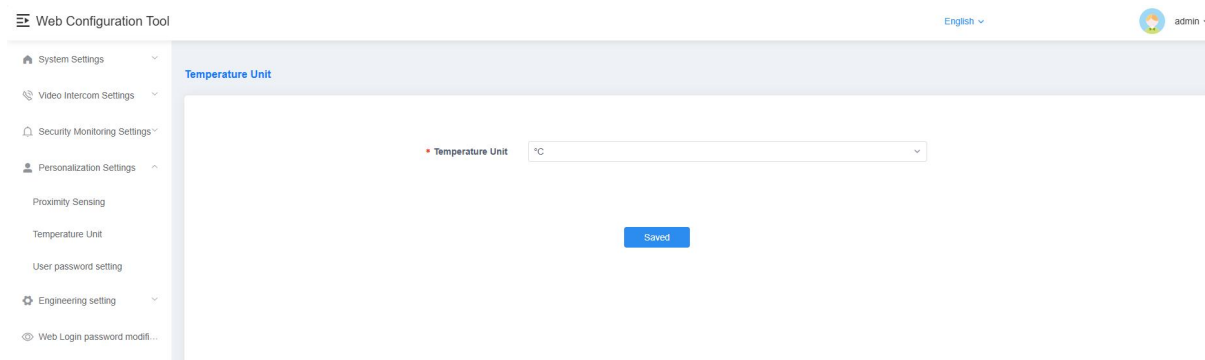 Web Configuration Tool
English
admin
System Settings
Video Intercom Settings
Security Monitoring Settings
Personalization Settings
Proximity Sensing
Temperature Unit
User password setting
Engineering setting
Web Login password modifi...
Temperature Unit
* Temperature Unit
°C
Saved